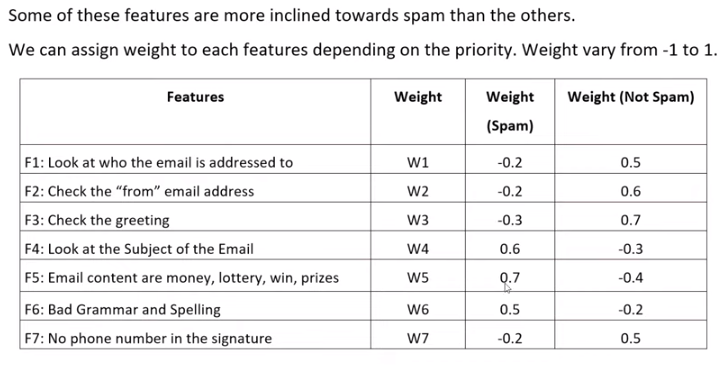 Some of these features are more inclined towards spam than the others.
We can assign weight to each features depending on the priority. Weight vary from -1 to 1.
Features Weight Weight (Spam) Weight (Not Spam)
F1: Look at who the email is addressed to W1 -0.2 0.5
F2: Check the “from” email address W2 -0.2 0.6
F3: Check the greeting W3 -0.3 0.7
F4: Look at the Subject of the Email W4 0.6 -0.3
F5: Email content are money, lottery, win, prizes W5 0.7 -0.4
F6: Bad Grammar and Spelling W6 0.5 -0.2
F7: No phone number in the signature W7 -0.2 0.5